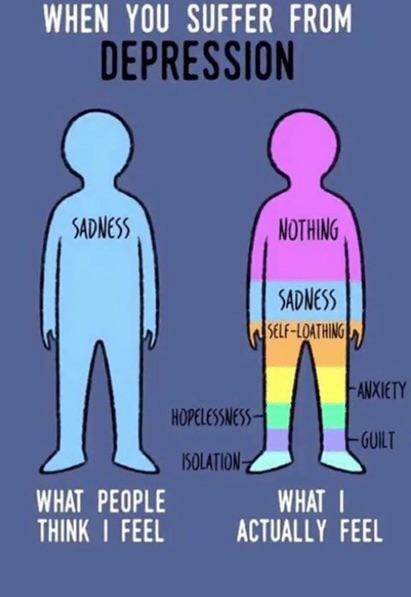 WHEN YOU SUFFER FROM
DEPRESSION
SADNESS
NOTHING
SADNESS
SELF-LOATHING
ANXIETY
HOPELESSNESS
GUILT
ISOLATION
WHAT PEOPLE
THINK I FEEL
WHAT I
ACTUALLY FEEL